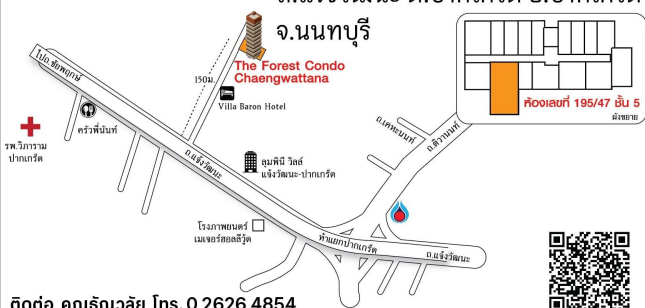 จ.นนทบุรี
ไปถ.ชัยพฤกษ์
The Forest Condo
Chaengwattana
150ม.
Villa Baron Hotel
ห้องเลขที่ 195/47 ชั้น 5
ผังขยาย
ครัวพี่นันท์
รพ.วิภาราม
ปากเกร็ด
ถ.แจ้งวัฒนะ
ลุมพินี วิลล์
แจ้งวัฒนะ-ปากเกร็ด
ถ.เลหะนนท์
ถ.ติวานนท์
โรงภาพยนตร์
เมเจอร์ฮอลลีวู้ด
ห้าแยกปากเกร็ด
ถ.แจ้งวัฒนะ
ติดต่อ คุณธัญวลัย โทร. 0 2626 4854